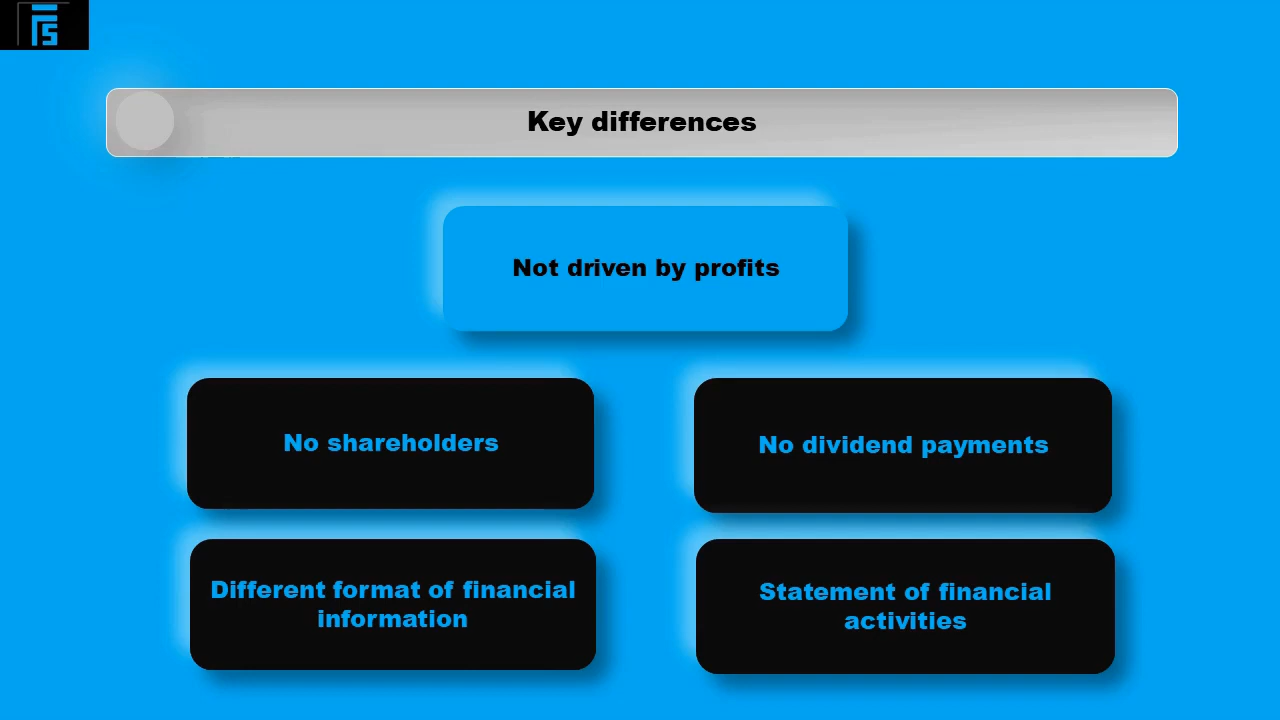 Key differences
Not driven by profits
No shareholders
No dividend payments
Different format of financial
information
Statement of financial
activities